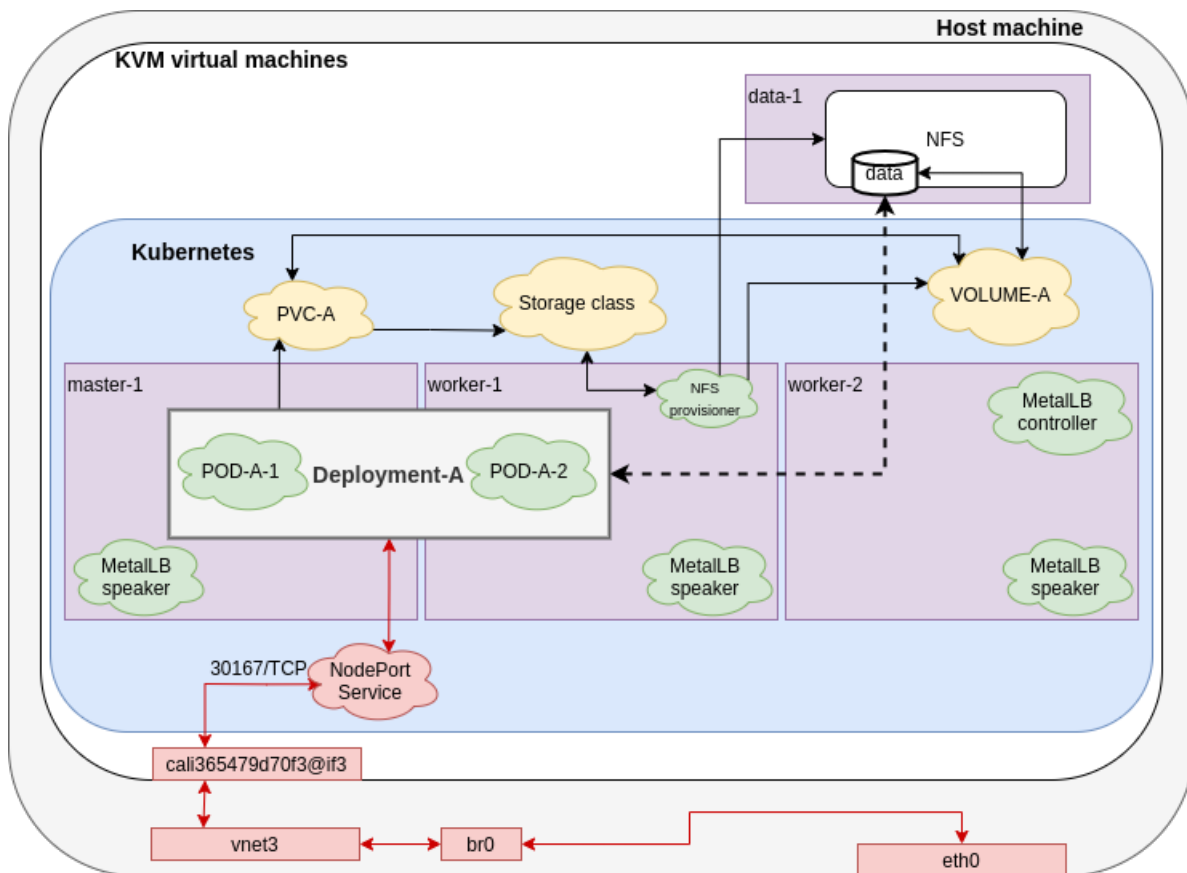 Host machine
KVM virtual machines
data-1
NFS
data
Kubernetes
PVC-A
Storage class
VOLUME-A
master-1
worker-1
NFS
provisioner
worker-2
MetalLB
controller
POD-A-1
Deployment-A
POD-A-2
MetalLB
speaker
MetalLB
speaker
MetalLB
speaker
30167/TCP
NodePort
Service
cali365479d70f3@if3
vnet3
br0
eth0